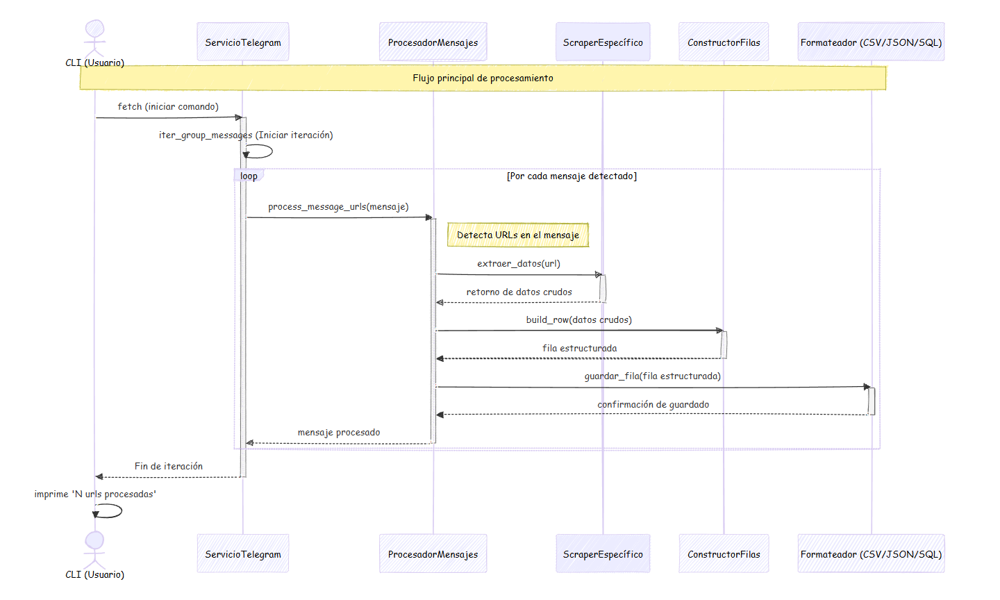 CLI (Usuario)
ServicioTelegram
ProcesadorMensajes
ScraperEspecífico
ConstructorFilas
Formateador (CSV/JSON/SQL)
Flujo principal de procesamiento
fetch (iniciar comando)
iter_group_messages (Iniciar iteración)
loop
[Por cada mensaje detectado]
process_message_urls(mensaje)
Detecta URLs en el mensaje
extraer_datos(url)
retorno de datos crudos
build_row(datos crudos)
fila estructurada
guardar_fila(fila estructurada)
confirmación de guardado
mensaje procesado
Fin de iteración
imprime 'N urls procesadas'
CLI (Usuario)
ServicioTelegram
ProcesadorMensajes
ScraperEspecífico
ConstructorFilas
Formateador (CSV/JSON/SQL)